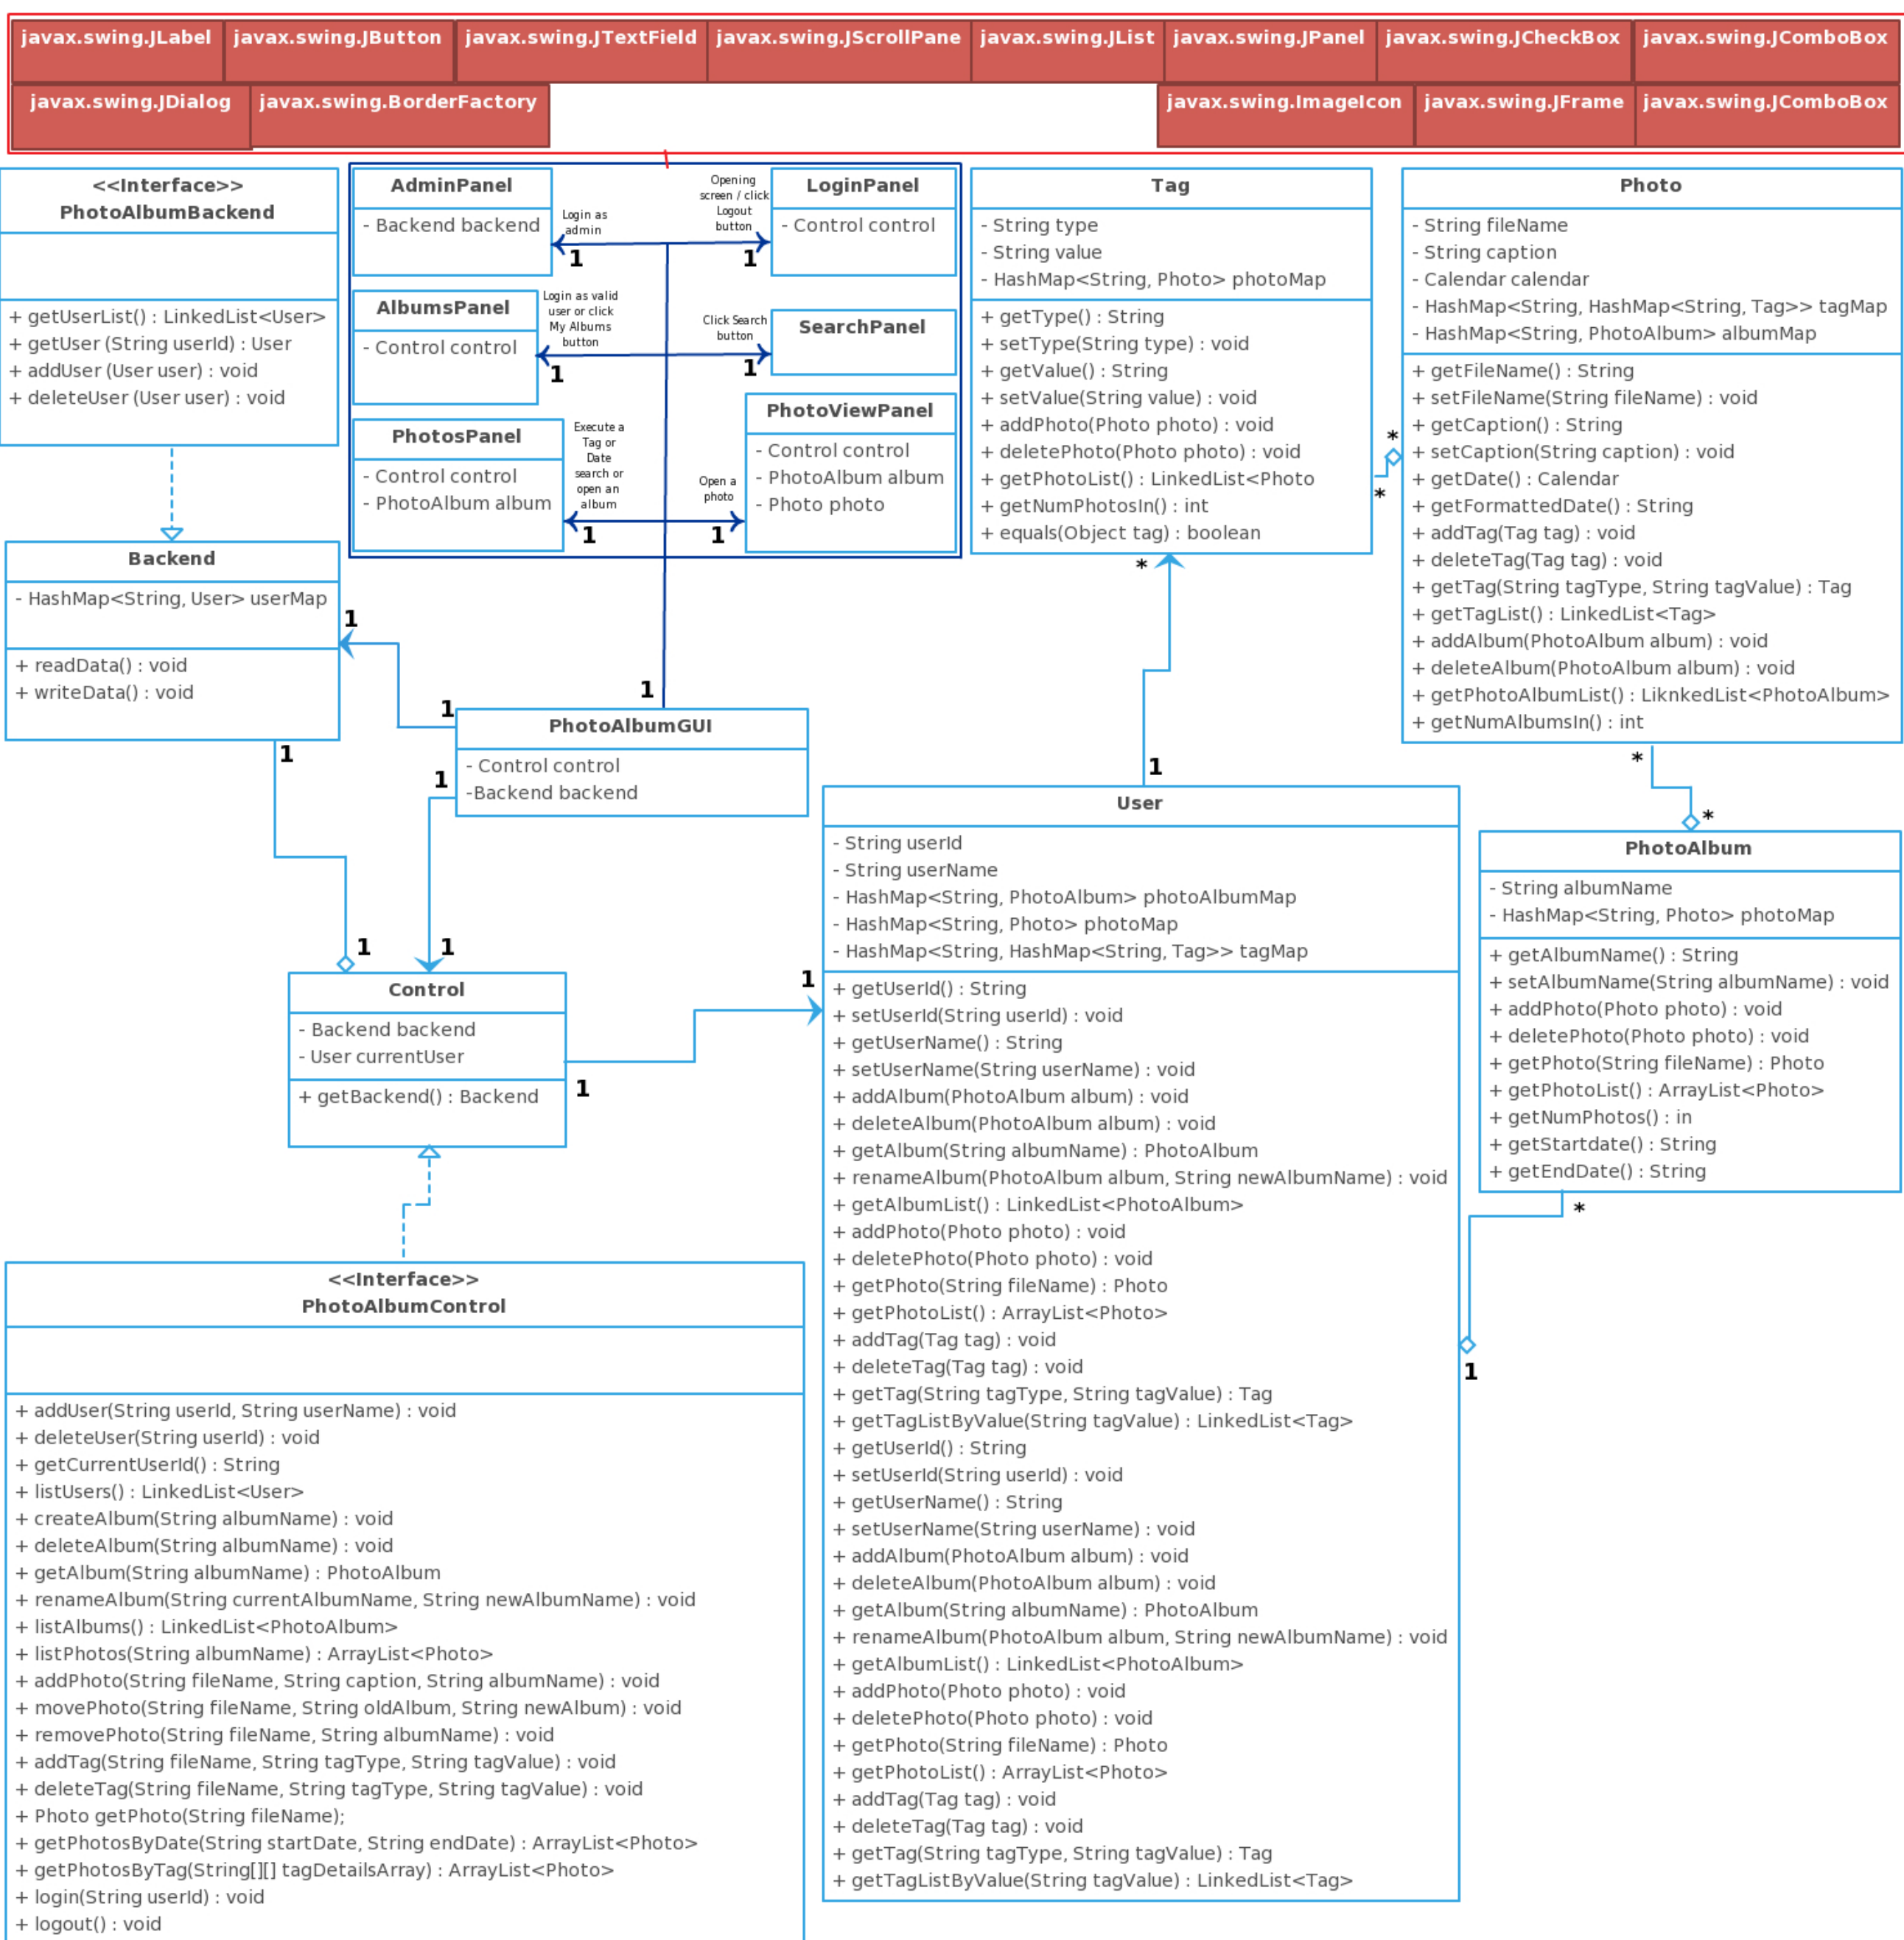 javax.swing.JLabel
javax.swing.JButton
javax.swing.JTextField
javax.swing.JScrollPane
javax.swing.JList
javax.swing.JPanel
javax.swing.JCheckBox
javax.swing.JComboBox
javax.swing.JDialog
javax.swing.BorderFactory
javax.swing.ImageIcon
javax.swing.JFrame
javax.swing.JComboBox
<<Interface>>
PhotoAlbumBackend
+ getUserList() : LinkedList<User>
+ getUser (String userId) : User
+ addUser (User user) : void
+ deleteUser (User user) : void
AdminPanel
- Backend backend
Login as
admin
1
Opening
screen / click
Logout
button
1
LoginPanel
- Control control
AlbumsPanel
- Control control
Login as valid
user or click
My Albums
button
1
Click Search
button
1
SearchPanel
PhotosPanel
- Control control
- PhotoAlbum album
Execute a
Tag or
Date
search or
open an
album
1
Open a
photo
1
PhotoViewPanel
- Control control
- PhotoAlbum album
- Photo photo
Tag
- String type
- String value
- HashMap<String, Photo> photoMap
+ getType() : String
+ setType(String type) : void
+ getValue() : String
+ setValue(String value) : void
+ addPhoto(Photo photo) : void
+ deletePhoto(Photo photo) : void
+ getPhotoList() : LinkedList<Photo
+ getNumPhotosIn() : int
+ equals(Object tag) : boolean
*
*
*
Photo
- String fileName
- String caption
- Calendar calendar
- HashMap<String, HashMap<String, Tag>> tagMap
- HashMap<String, PhotoAlbum> albumMap
+ getFileName() : String
+ setFileName(String fileName) : void
+ getCaption() : String
+ setCaption(String caption) : void
+ getDate() : Calendar
+ getFormattedDate() : String
+ addTag(Tag tag) : void
+ deleteTag(Tag tag) : void
+ getTag(String tagType, String tagValue) : Tag
+ getTagList() : LinkedList<Tag>
+ addAlbum(PhotoAlbum album) : void
+ deleteAlbum(PhotoAlbum album) : void
+ getPhotoAlbumList() : LiknkedList<PhotoAlbum>
+ getNumAlbumsIn() : int
*
*
Backend
- HashMap<String, User> userMap
+ readData() : void
+ writeData() : void
1
1
1
1
PhotoAlbumGUI
- Control control
-Backend backend
1
1
1
Control
- Backend backend
- User currentUser
+ getBackend() : Backend
1
1
1
User
- String userId
- String userName
- HashMap<String, PhotoAlbum> photoAlbumMap
- HashMap<String, Photo> photoMap
- HashMap<String, HashMap<String, Tag>> tagMap
+ getUserId() : String
+ setUserId(String userId) : void
+ getUserName() : String
+ setUserName(String userName) : void
+ addAlbum(PhotoAlbum album) : void
+ deleteAlbum(PhotoAlbum album) : void
+ getAlbum(String albumName) : PhotoAlbum
+ renameAlbum(PhotoAlbum album, String newAlbumName) : void
+ getAlbumList() : LinkedList<PhotoAlbum>
+ addPhoto(Photo photo) : void
+ deletePhoto(Photo photo) : void
+ getPhoto(String fileName) : Photo
+ getPhotoList() : ArrayList<Photo>
+ addTag(Tag tag) : void
+ deleteTag(Tag tag) : void
+ getTag(String tagType, String tagValue) : Tag
+ getTagListByValue(String tagValue) : LinkedList<Tag>
+ getUserId() : String
+ setUserId(String userId) : void
+ getUserName() : String
+ setUserName(String userName) : void
+ addAlbum(PhotoAlbum album) : void
+ deleteAlbum(PhotoAlbum album) : void
+ getAlbum(String albumName) : PhotoAlbum
+ renameAlbum(PhotoAlbum album, String newAlbumName) : void
+ getAlbumList() : LinkedList<PhotoAlbum>
+ addPhoto(Photo photo) : void
+ deletePhoto(Photo photo) : void
+ getPhoto(String fileName) : Photo
+ getPhotoList() : ArrayList<Photo>
+ addTag(Tag tag) : void
+ deleteTag(Tag tag) : void
+ getTag(String tagType, String tagValue) : Tag
+ getTagListByValue(String tagValue) : LinkedList<Tag>
PhotoAlbum
- String albumName
- HashMap<String, Photo> photoMap
+ getAlbumName() : String
+ setAlbumName(String albumName) : void
+ addPhoto(Photo photo) : void
+ deletePhoto(Photo photo) : void
+ getPhoto(String fileName) : Photo
+ getPhotoList() : ArrayList<Photo>
+ getNumPhotos() : in
+ getStartdate() : String
+ getEndDate() : String
*
1
<<Interface>>
PhotoAlbumControl
+ addUser(String userId, String userName) : void
+ deleteUser(String userId) : void
+ getCurrentUserId() : String
+ listUsers() : LinkedList<User>
+ createAlbum(String albumName) : void
+ deleteAlbum(String albumName) : void
+ getAlbum(String albumName) : PhotoAlbum
+ renameAlbum(String currentAlbumName, String newAlbumName) : void
+ listAlbums() : LinkedList<PhotoAlbum>
+ listPhotos(String albumName) : ArrayList<Photo>
+ addPhoto(String fileName, String caption, String albumName) : void
+ movePhoto(String fileName, String oldAlbum, String newAlbum) : void
+ removePhoto(String fileName, String albumName) : void
+ addTag(String fileName, String tagType, String tagValue) : void
+ deleteTag(String fileName, String tagType, String tagValue) : void
+ Photo getPhoto(String fileName);
+ getPhotosByDate(String startDate, String endDate) : ArrayList<Photo>
+ getPhotosByTag(String[][] tagDetailsArray) : ArrayList<Photo>
+ login(String userId) : void
+ logout() : void